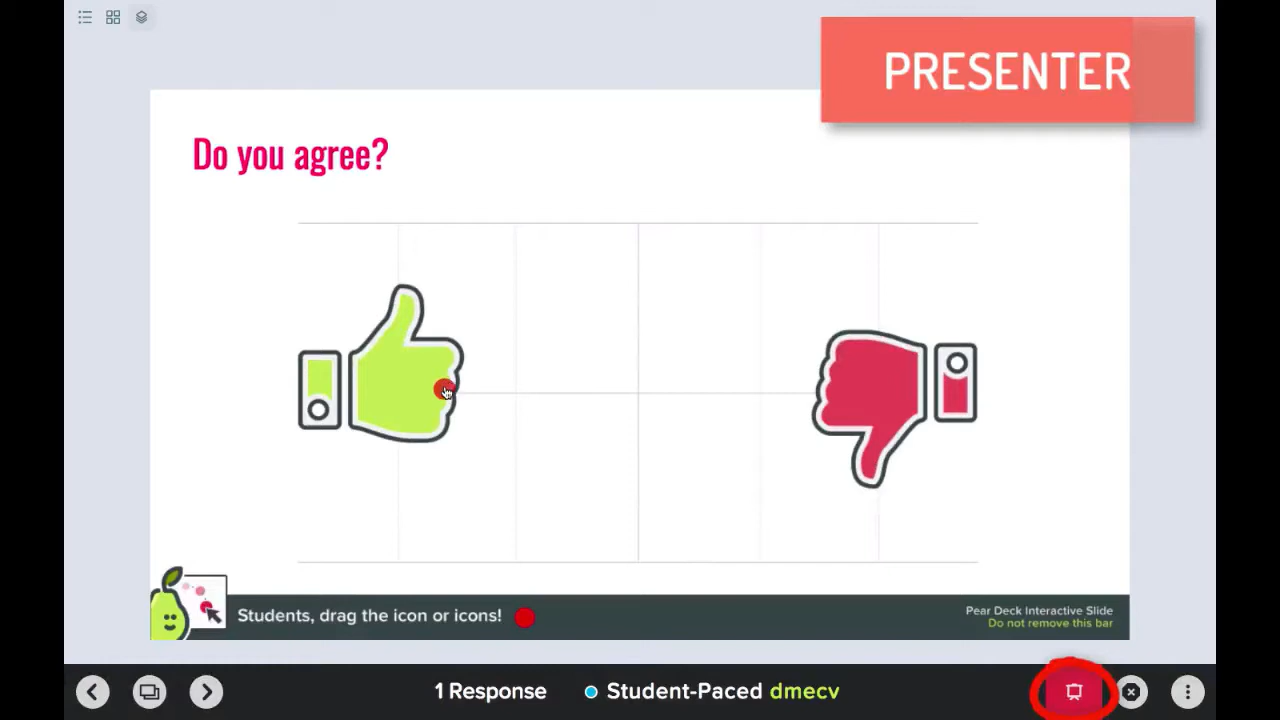 PRESENTER
Do you agree?
Students, drag the icon or icons!
Pear Deck Interactive Slide
Do not remove this bar
1 Response
Student-Paced dmecv